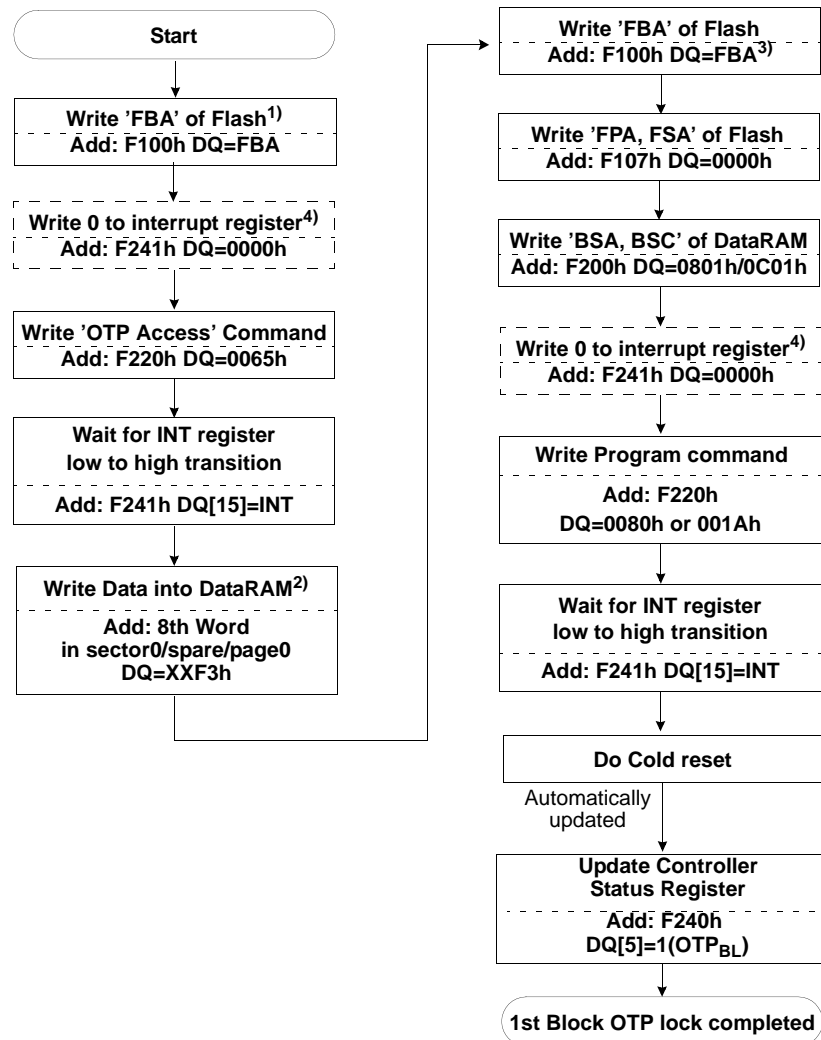 Start
Write 'FBA' of Flash1)
Add: F100h DQ=FBA
Write 0 to interrupt register4)
Add: F241h DQ=0000h
Write 'OTP Access' Command
Add: F220h DQ=0065h
Wait for INT register
low to high transition
Add: F241h DQ[15]=INT
Write Data into DataRAM2)
Add: 8th Word
in sector0/spare/page0
DQ=XXF3h
Write 'FBA' of Flash
Add: F100h DQ=FBA3)
Write 'FPA, FSA' of Flash
Add: F107h DQ=0000h
Write 'BSA, BSC' of DataRAM
Add: F200h DQ=0801h/0C01h
Write 0 to interrupt register4)
Add: F241h DQ=0000h
Write Program command
Add: F220h
DQ=0080h or 001Ah
Wait for INT register
low to high transition
Add: F241h DQ[15]=INT
Do Cold reset
Automatically
updated
Update Controller
Status Register
Add: F240h
DQ[5]=1(OTPBL)
1st Block OTP lock completed